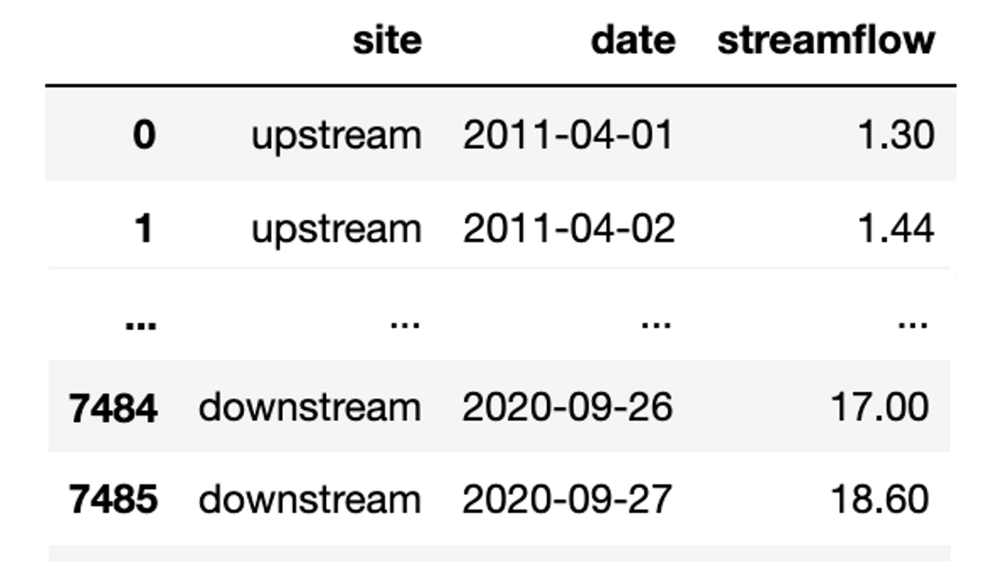 site date streamflow
0 upstream 2011-04-01 1.30
1 upstream 2011-04-02 1.44
... ... ... ...
7484 downstream 2020-09-26 17.00
7485 downstream 2020-09-27 18.60